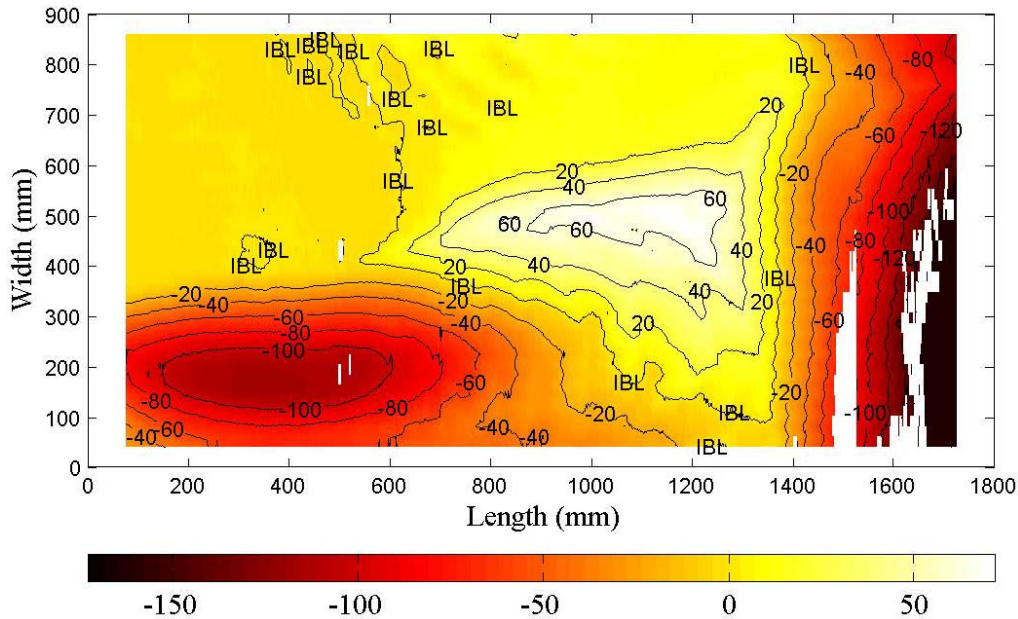 900
IBL IBL IBL IBL IBL IBL -80
800 IBL IBL -40
700 IBL IBL IBL 20
IBL -60 -120
600 20 -20
IBL 40
500 60 60 -100
60 -40 -80
400 IBL IBL 20 40 40 IBL -120
-20 -20 IBL 40 20
300 -40 -60 -40 20 -60
-80
200 -100 -60 IBL -20
100 -80 -100 -80 -20 IBL -100
-40 -60 -40 IBL
0
0 200 400 600 800 1000 1200 1400 1600 1800
Width (mm)
Length (mm)
-150 -100 -50 0 50